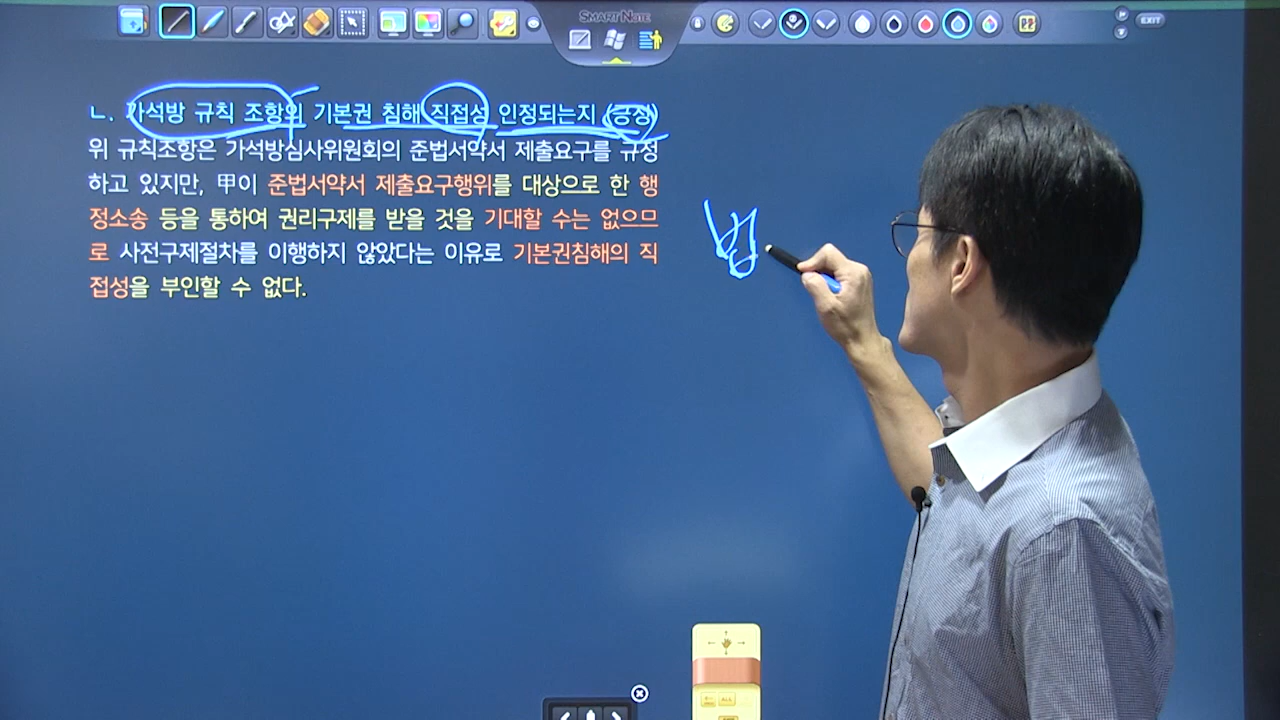 SMART NOTE
EXIT
ㄴ. 가석방 규칙 조항의 기본권 침해 직접성 인정되는지 (긍정)
위 규칙조항은 가석방심사위원회의 준법서약서 제출요구를 규정
하고 있지만, 甲이 준법서약서 제출요구행위를 대상으로 한 행
정소송 등을 통하여 권리구제를 받을 것을 기대할 수는 없으므
로 사전구제절차를 이행하지 않았다는 이유로 기본권침해의 직
접성을 부인할 수 없다.
법
ALL